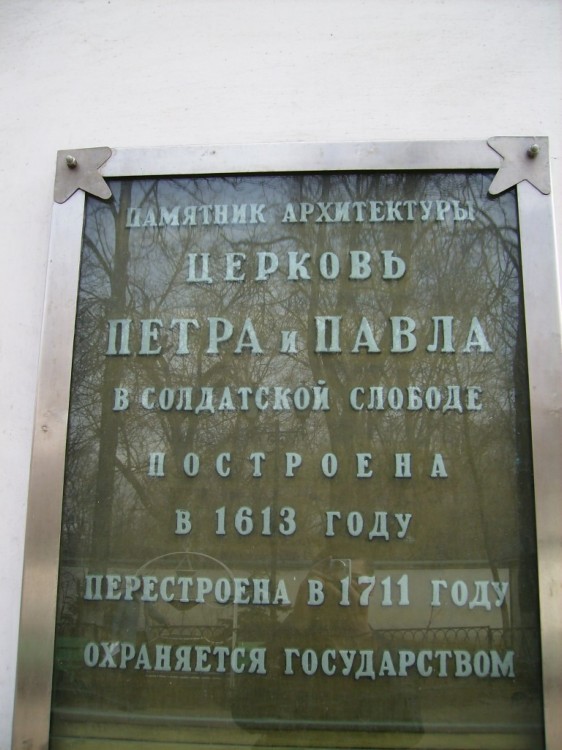 ПАМЯТНИК АРХИТЕКТУРЫ
ЦЕРКОВЬ
ПЕТРА и ПАВЛА
В СОЛДАТСКОЙ СЛОБОДЕ
ПОСТРОЕНА
В 1613 ГОДУ
ПЕРЕСТРОЕНА В 1711 ГОДУ
ОХРАНЯЕТСЯ ГОСУДАРСТВОМ